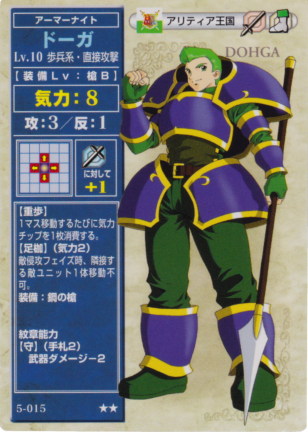 アーマーナイト
ドーガ
Lv.10 歩兵系・直接攻撃
【装備Lv：槍B】
気力：8
攻：3／反：1
に対して
+1
【重歩】
1マス移動するたびに気力
チップを1枚消費する。
【足枷】（気力2）
敵侵攻フェイズ時、隣接す
る敵ユニット1体移動不
可。
装備：鋼の槍
紋章能力
【守】（手札2）
武器ダメージ－2
5-015
★★
アリティア王国
DOHGA